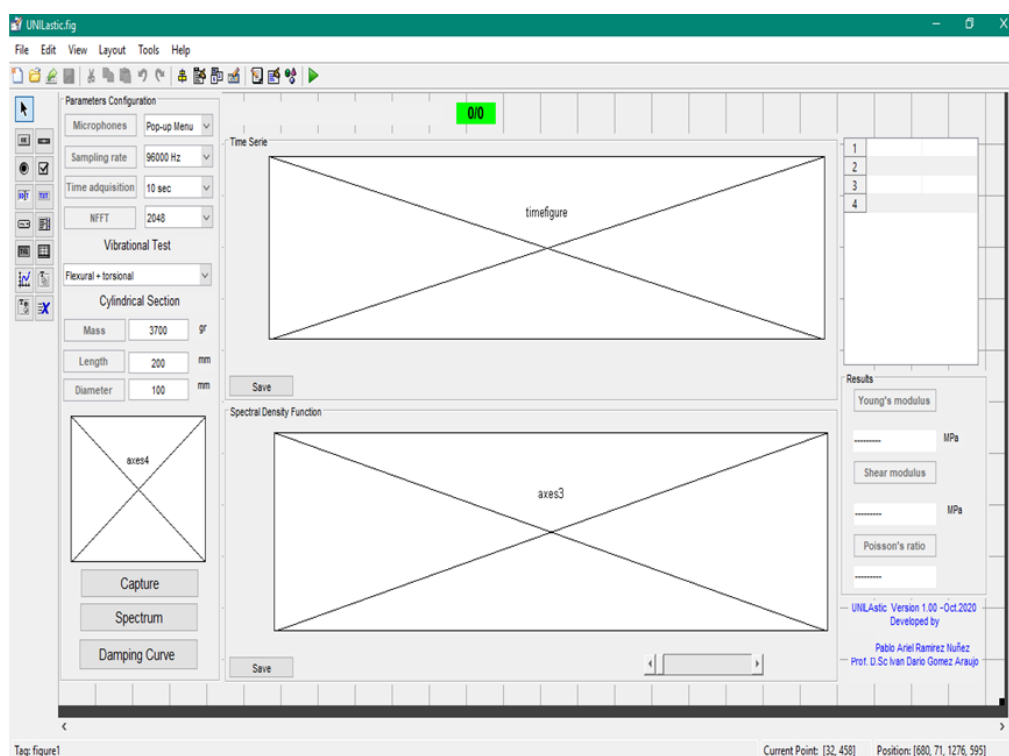 UNILastic.fig
File Edit View Layout Tools Help
Parameters Configuration
Microphones Pop-up Menu
Sampling rate 96000 Hz
Time adquisition 10 sec
NFFT 2048
Vibrational Test
Flexural + torsional
Cylindrical Section
Mass 3700 gr
Length 200 mm
Diameter 100 mm
axes4
Capture
Spectrum
Damping Curve
0/0
Time Serie
timefigure
Save
Spectral Density Function
axes3
Save
1
2
3
4
Results
Young's modulus
--------- MPa
Shear modulus
--------- MPa
Poisson's ratio
---------
UNILAstic Version 1.00 -Oct.2020
Developed by
Pablo Ariel Ramirez Nuñez
Prof. D.Sc Ivan Dario Gomez Araujo
Tag: figure1 Current Point: [32, 458] Position: [680, 71, 1276, 595]